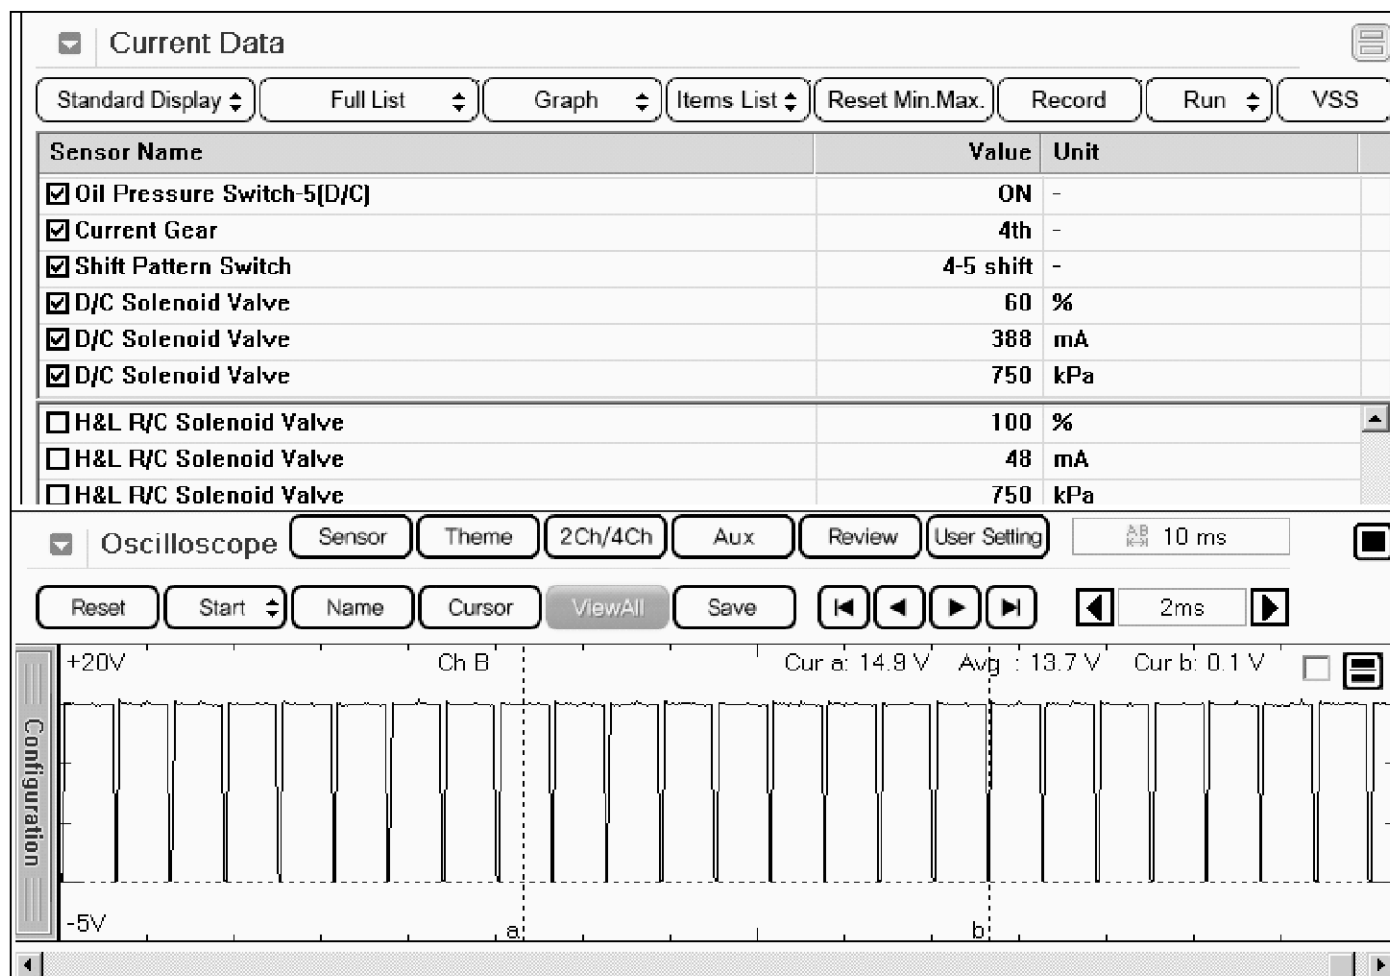 Current Data
Standard Display Full List Graph Items List Reset Min.Max. Record Run VSS
Sensor Name Value Unit
Oil Pressure Switch-5(D/C) ON -
Current Gear 4th -
Shift Pattern Switch 4-5 shift -
D/C Solenoid Valve 60 %
D/C Solenoid Valve 388 mA
D/C Solenoid Valve 750 kPa
H&L R/C Solenoid Valve 100 %
H&L R/C Solenoid Valve 48 mA
H&L R/C Solenoid Valve 750 kPa
Oscilloscope Sensor Theme 2Ch/4Ch Aux Review User Setting AB 10 ms
Reset Start Name Cursor ViewAll Save 2ms
+20V Ch B Cur a: 14.9 V Avg : 13.7 V Cur b: 0.1 V
Configuration
-5V a b